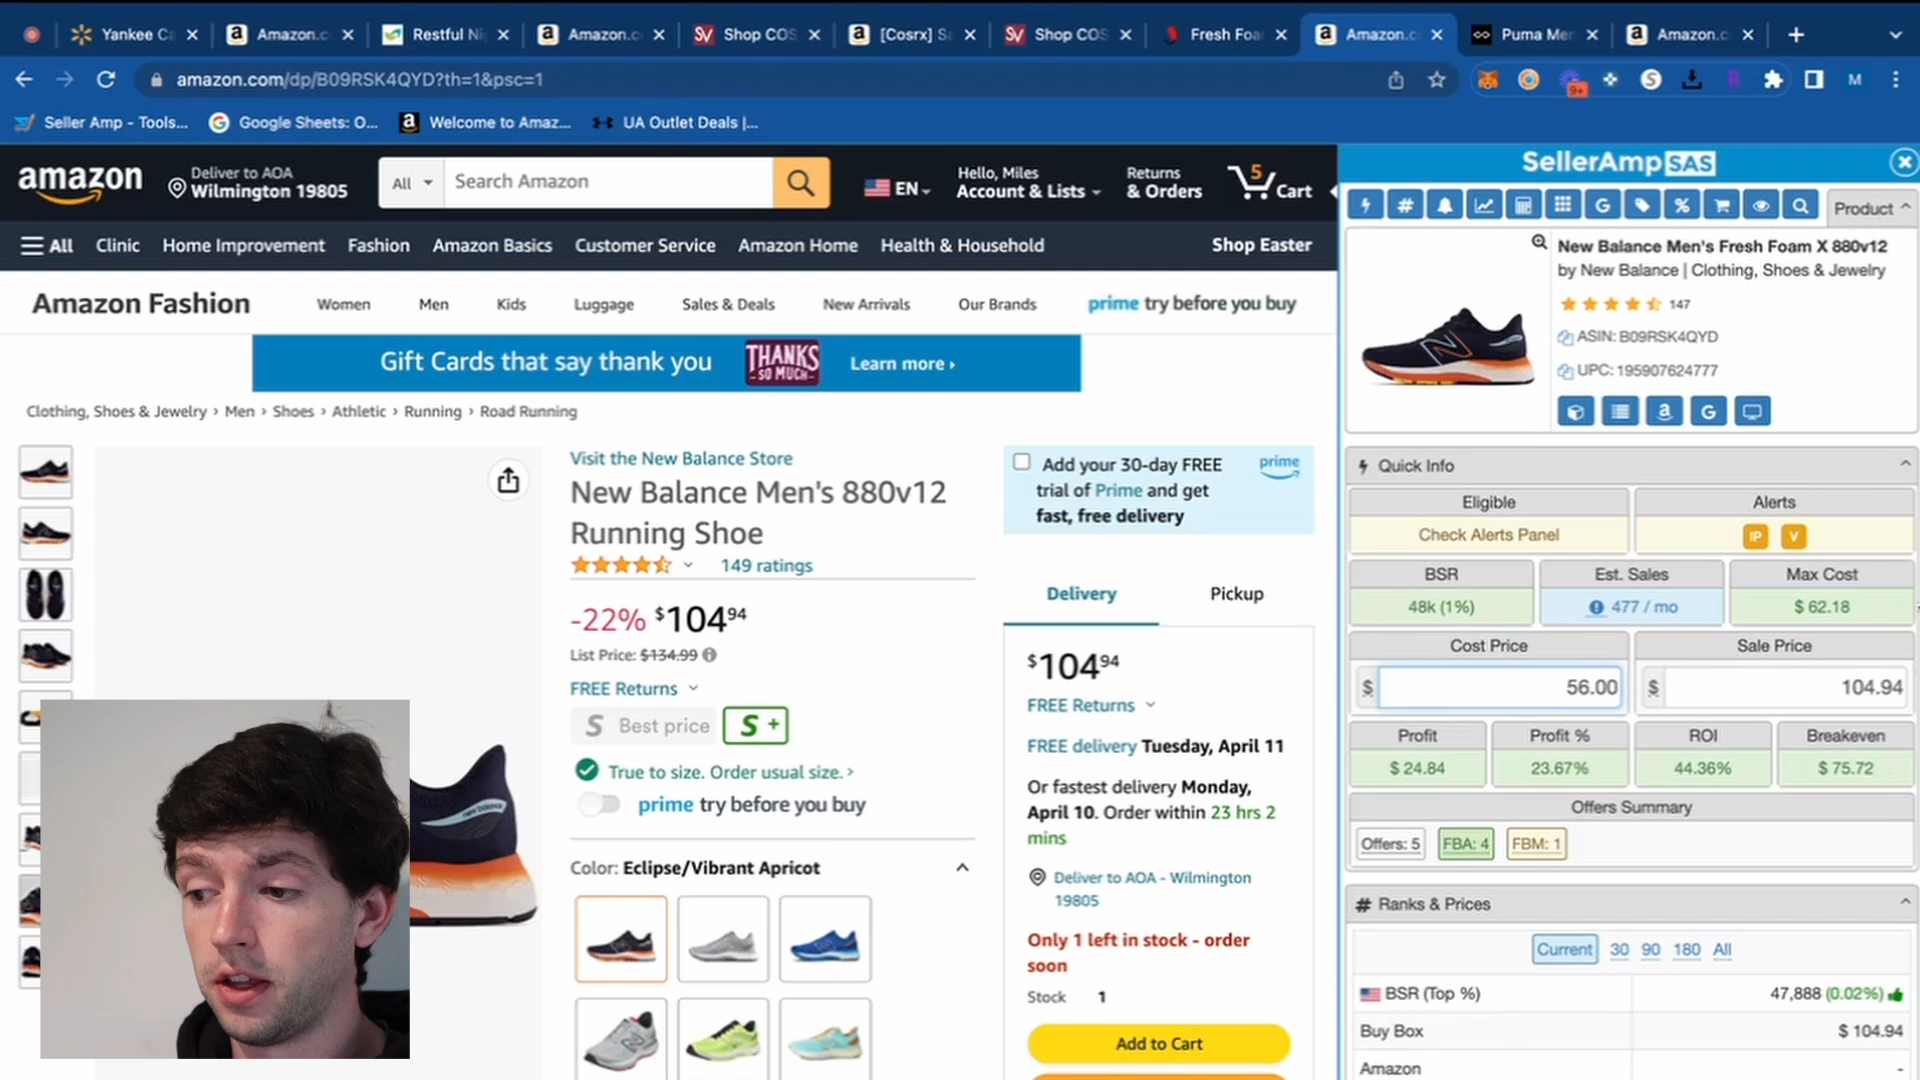 Yankee Ca
Amazon.c
Restful Ni
Amazon.c
Shop COS
[Cosrx] Sa
Shop COS
Fresh Foa
Amazon.c
Puma Mer
Amazon.c
amazon.com/dp/B09RSK4QYD?th=1&psc=1
9+
M
Seller Amp - Tools...
Google Sheets: O...
Welcome to Amaz...
UA Outlet Deals |...
amazon
Deliver to AOA
Wilmington 19805
All
Search Amazon
EN
Hello, Miles
Account & Lists
Returns
& Orders
5
Cart
All
Clinic
Home Improvement
Fashion
Amazon Basics
Customer Service
Amazon Home
Health & Household
Shop Easter
Amazon Fashion
Women
Men
Kids
Luggage
Sales & Deals
New Arrivals
Our Brands
prime try before you buy
Gift Cards that say thank you
THANKS
-SO MUCH-
Learn more ›
Clothing, Shoes & Jewelry › Men › Shoes › Athletic › Running › Road Running
Visit the New Balance Store
New Balance Men's 880v12
Running Shoe
149 ratings
-22% $104 94
List Price: $134.99
FREE Returns
S Best price
S +
True to size. Order usual size. ›
prime try before you buy
Color: Eclipse/Vibrant Apricot
new balance
Add your 30-day FREE
trial of Prime and get
fast, free delivery
prime
Delivery
Pickup
$104 94
FREE Returns
FREE delivery Tuesday, April 11
Or fastest delivery Monday,
April 10. Order within 23 hrs 2
mins
Deliver to AOA - Wilmington
19805
Only 1 left in stock - order
soon
Stock 1
Add to Cart
SellerAmp SAS
Product
New Balance Men's Fresh Foam X 880v12
by New Balance | Clothing, Shoes & Jewelry
147
ASIN: B09RSK4QYD
UPC: 195907624777
Quick Info
Eligible
Alerts
Check Alerts Panel
IP
V
BSR
Est. Sales
Max Cost
48k (1%)
477 / mo
$ 62.18
Cost Price
Sale Price
$ 56.00
$ 104.94
Profit
Profit %
ROI
Breakeven
$ 24.84
23.67%
44.36%
$ 75.72
Offers Summary
Offers: 5
FBA: 4
FBM: 1
# Ranks & Prices
Current
30
90
180
All
BSR (Top %)
47,888 (0.02%)
Buy Box
$ 104.94
Amazon
-